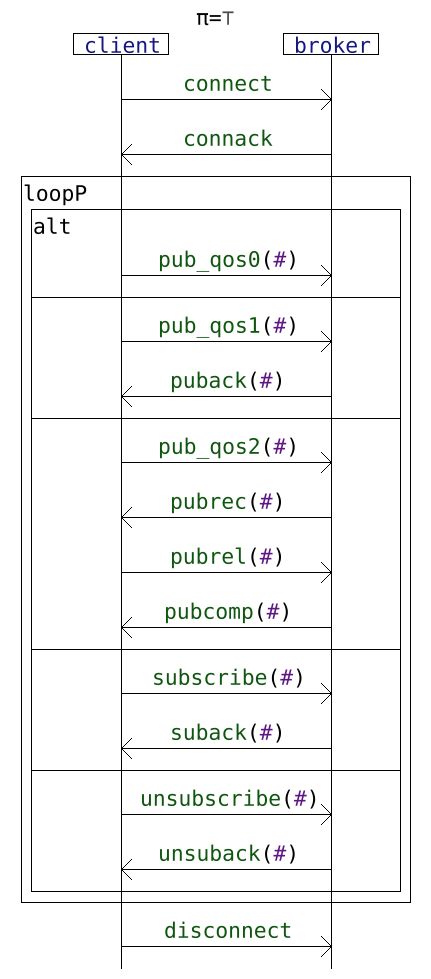 π=⊤
client broker
connect
connack
loopP
alt
pub_qos0(#)
pub_qos1(#)
puback(#)
pub_qos2(#)
pubrec(#)
pubrel(#)
pubcomp(#)
subscribe(#)
suback(#)
unsubscribe(#)
unsuback(#)
disconnect